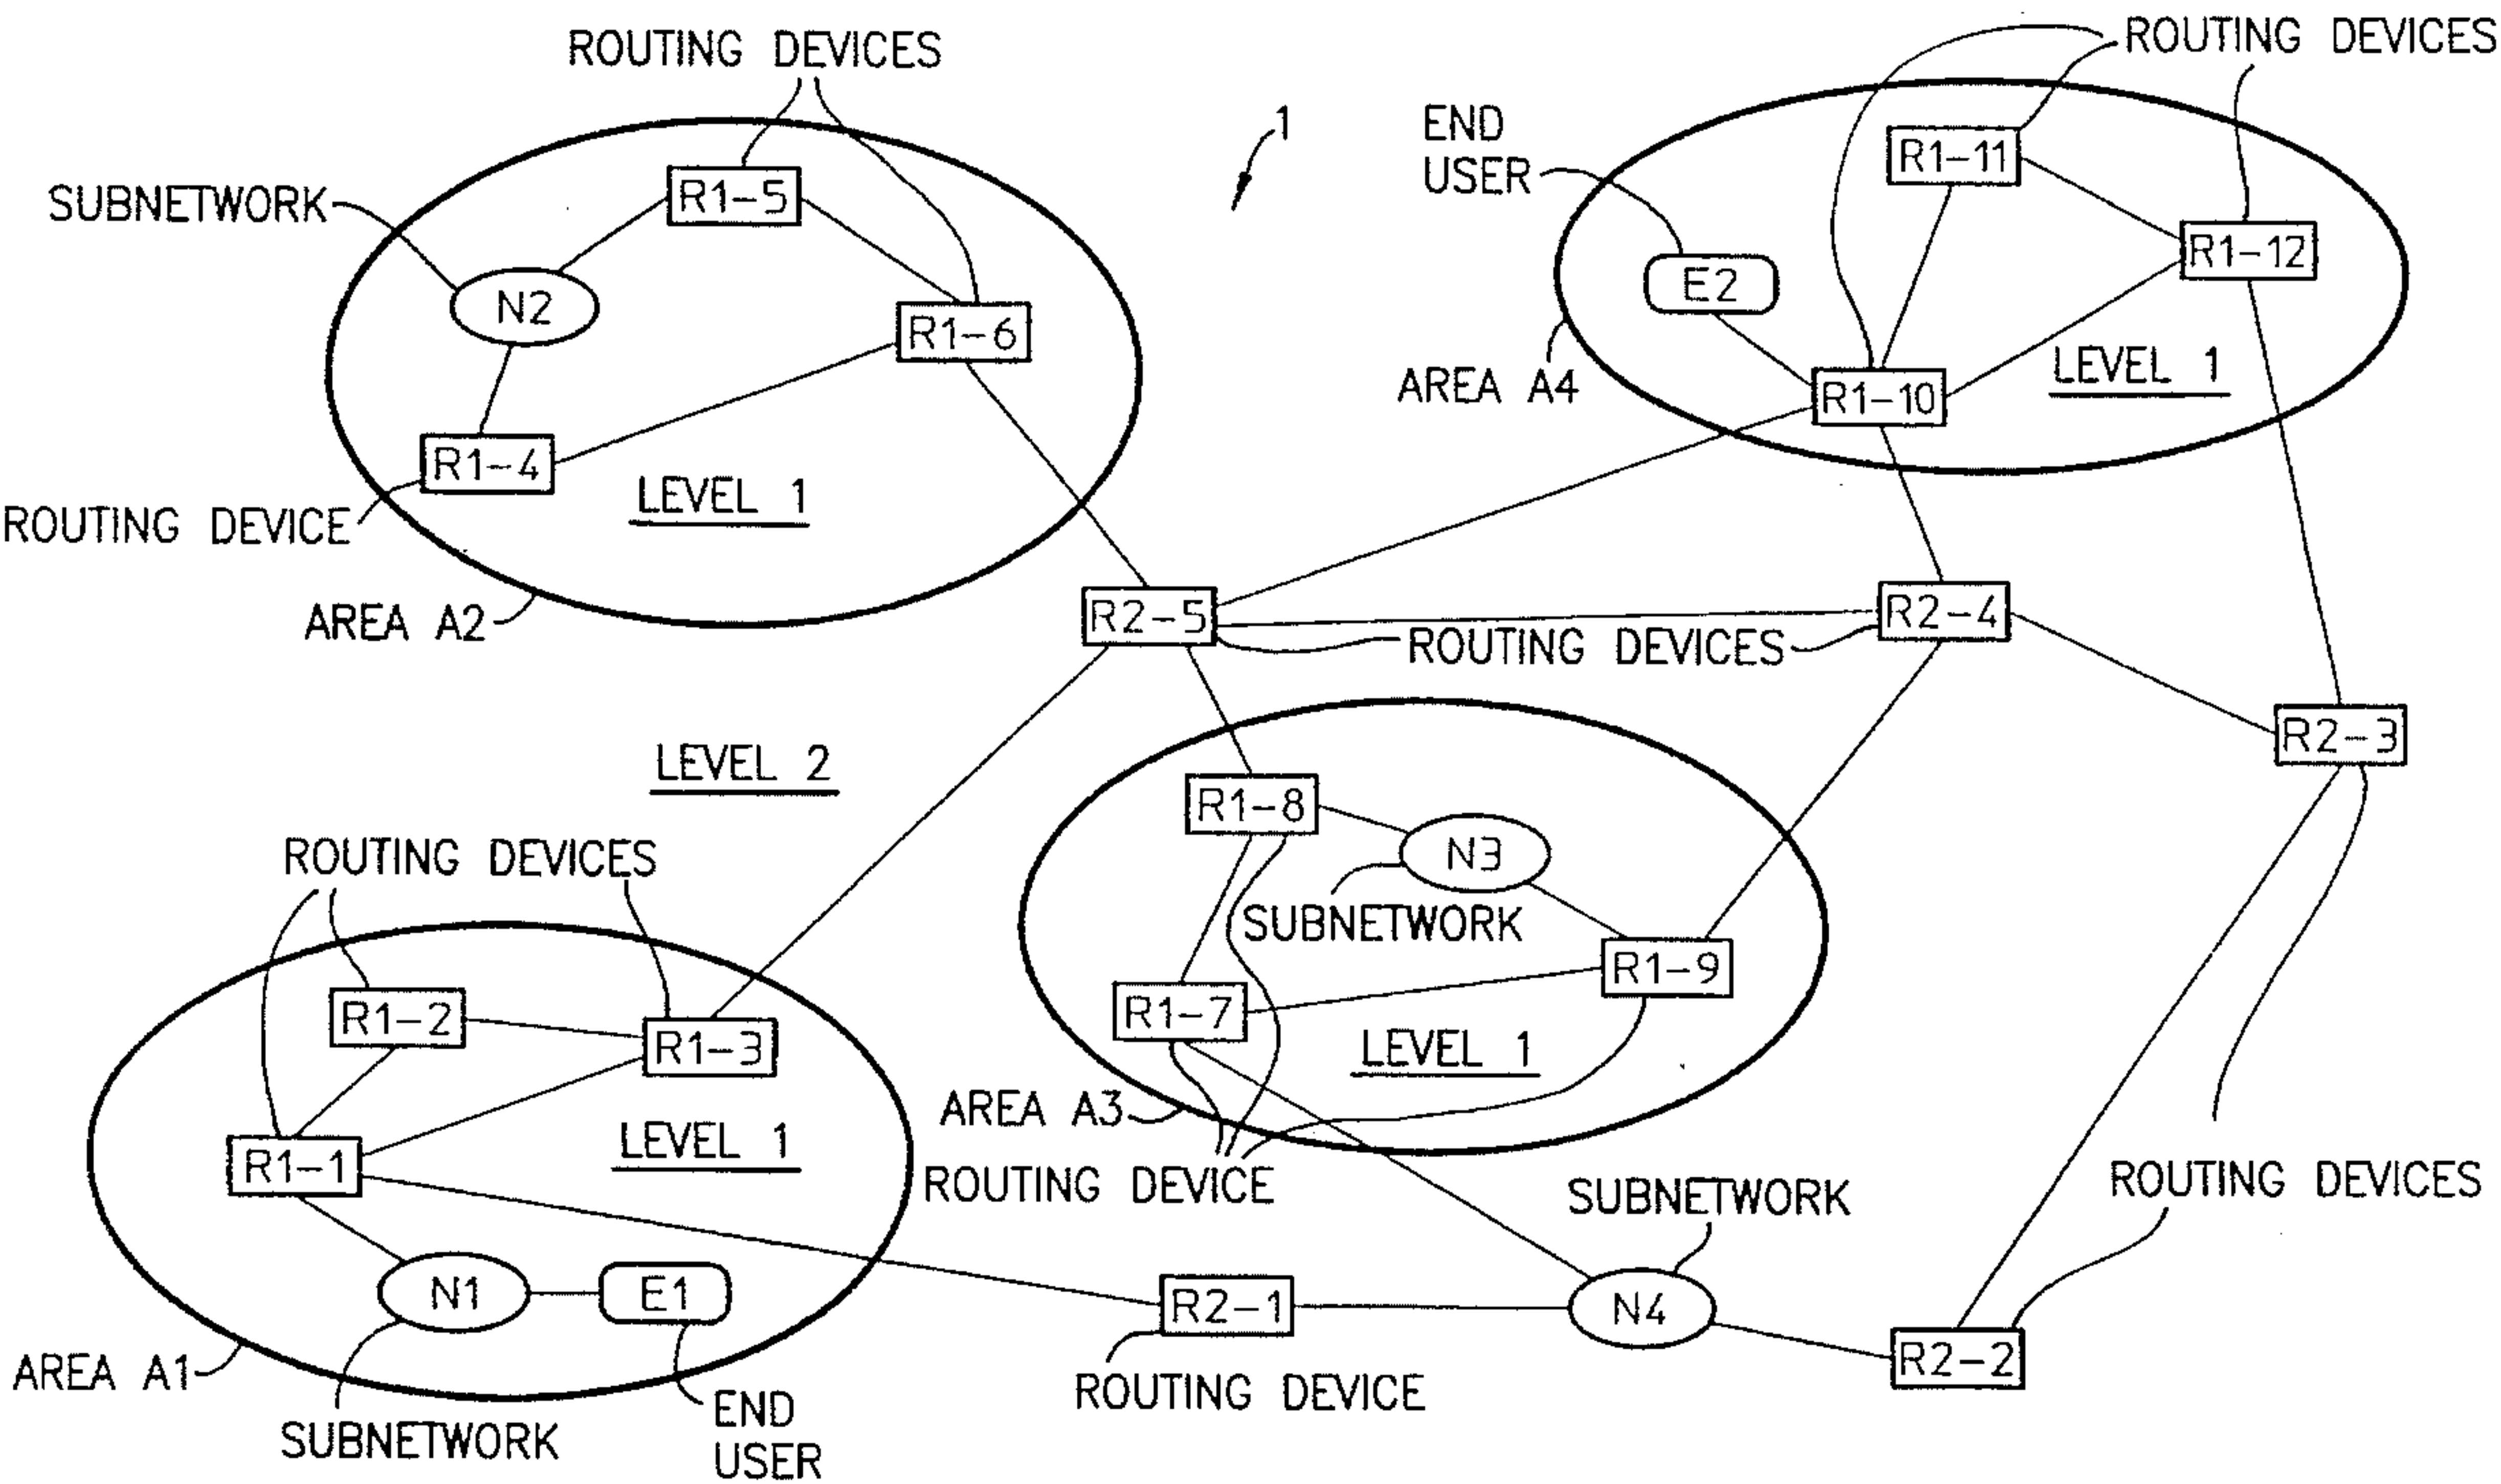 ROUTING DEVICES
ROUTING DEVICES
1
END
USER
R1-11
SUBNETWORK
R1-5
R1-12
N2
E2
R1-6
LEVEL 1
AREA A4
R1-10
R1-4
LEVEL 1
ROUTING DEVICE
AREA A2
R2-5
R2-4
ROUTING DEVICES
R2-3
LEVEL 2
R1-8
N3
ROUTING DEVICES
SUBNETWORK
R1-9
R1-2
R1-7
R1-3
LEVEL 1
AREA A3
LEVEL 1
R1-1
ROUTING DEVICE
SUBNETWORK
ROUTING DEVICES
N1
E1
R2-1
N4
R2-2
AREA A1
ROUTING DEVICE
END
USER
SUBNETWORK